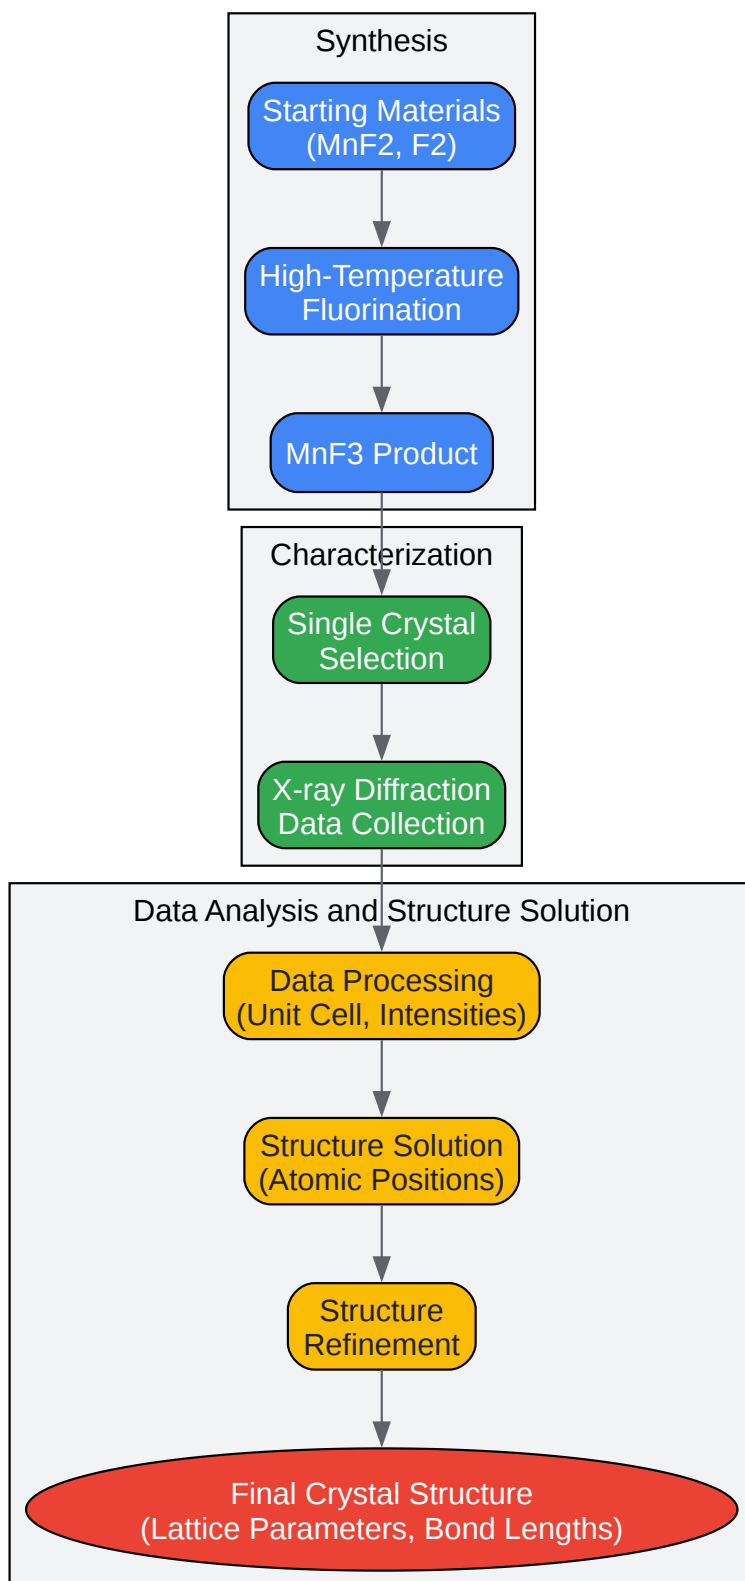 Synthesis
Starting Materials
(MnF2, F2)
High-Temperature
Fluorination
MnF3 Product
Characterization
Single Crystal
Selection
X-ray Diffraction
Data Collection
Data Analysis and Structure Solution
Data Processing
(Unit Cell, Intensities)
Structure Solution
(Atomic Positions)
Structure
Refinement
Final Crystal Structure
(Lattice Parameters, Bond Lengths)